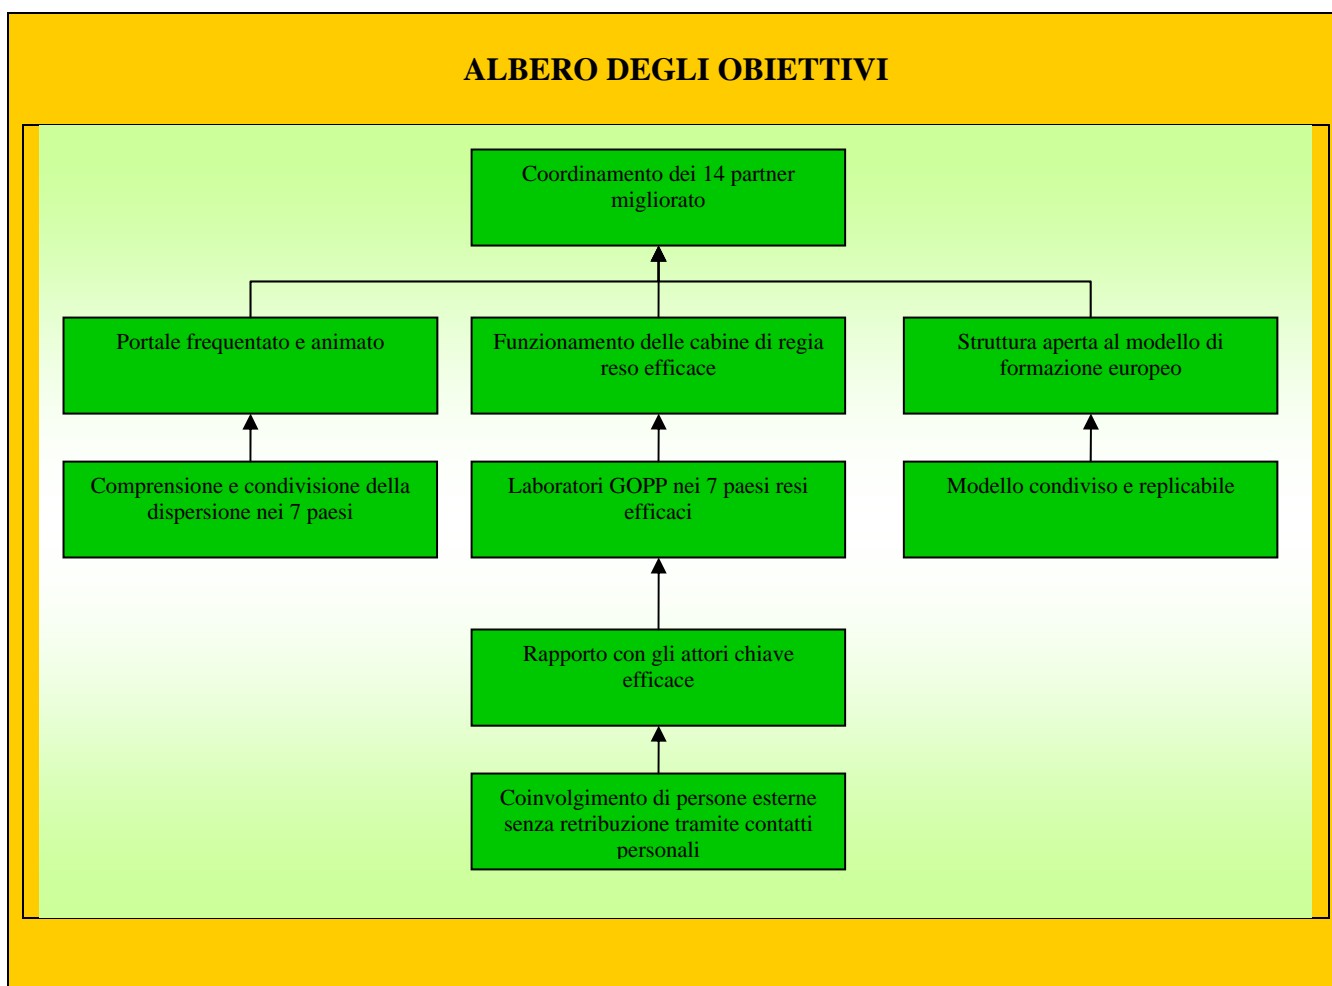 ALBERO DEGLI OBIETTIVI
Coordinamento dei 14 partner
migliorato
Portale frequentato e animato
Funzionamento delle cabine di regia
reso efficace
Struttura aperta al modello di
formazione europeo
Comprensione e condivisione della
dispersione nei 7 paesi
Laboratori GOPP nei 7 paesi resi
efficaci
Modello condiviso e replicabile
Rapporto con gli attori chiave
efficace
Coinvolgimento di persone esterne
senza retribuzione tramite contatti
personali